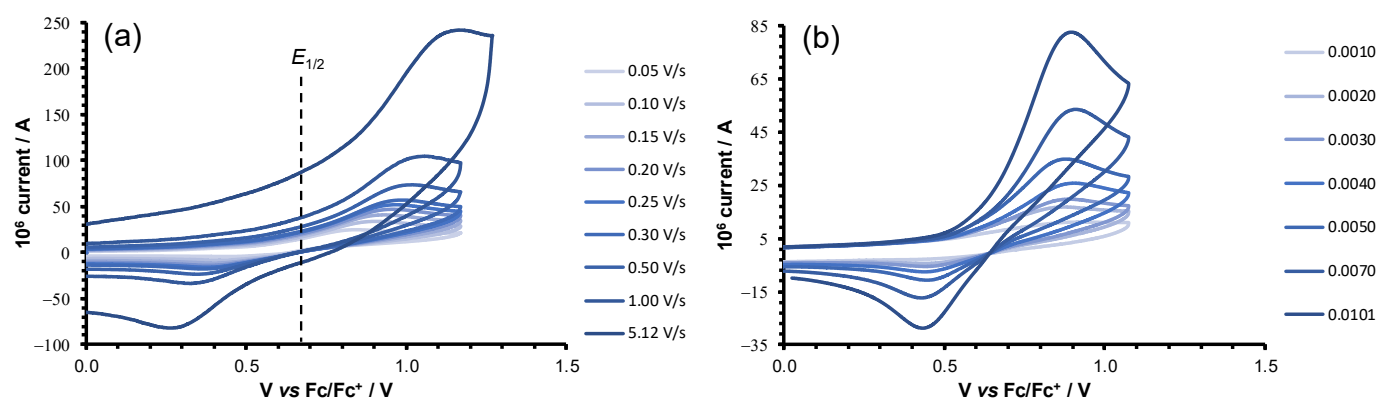 (a)
10⁶ current / A
250
200
150
100
50
0
−50
−100
E1/2
0.0
0.5
1.0
1.5
V vs Fc/Fc⁺ / V
0.05 V/s
0.10 V/s
0.15 V/s
0.20 V/s
0.25 V/s
0.30 V/s
0.50 V/s
1.00 V/s
5.12 V/s
(b)
10⁶ current / A
85
65
45
25
5
−15
−35
0.0
0.5
1.0
1.5
V vs Fc/Fc⁺ / V
0.0010
0.0020
0.0030
0.0040
0.0050
0.0070
0.0101